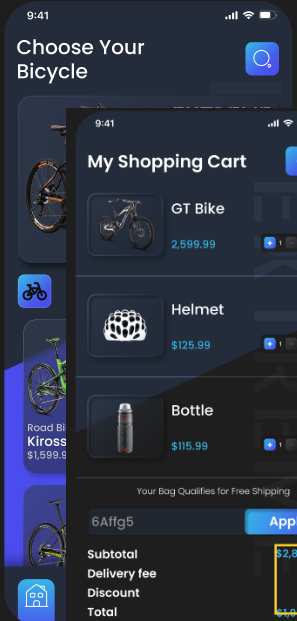 9:41
Choose Your
Bicycle
9:41
My Shopping Cart
GT Bike
2,599.99
1
Helmet
$125.99
1
Bottle
$115.99
1
Road Bi
Kiross
$1,599.9
Your Bag Qualifies for Free Shipping
6Affg5
App
Subtotal
$2,8
Delivery fee
Discount
Total